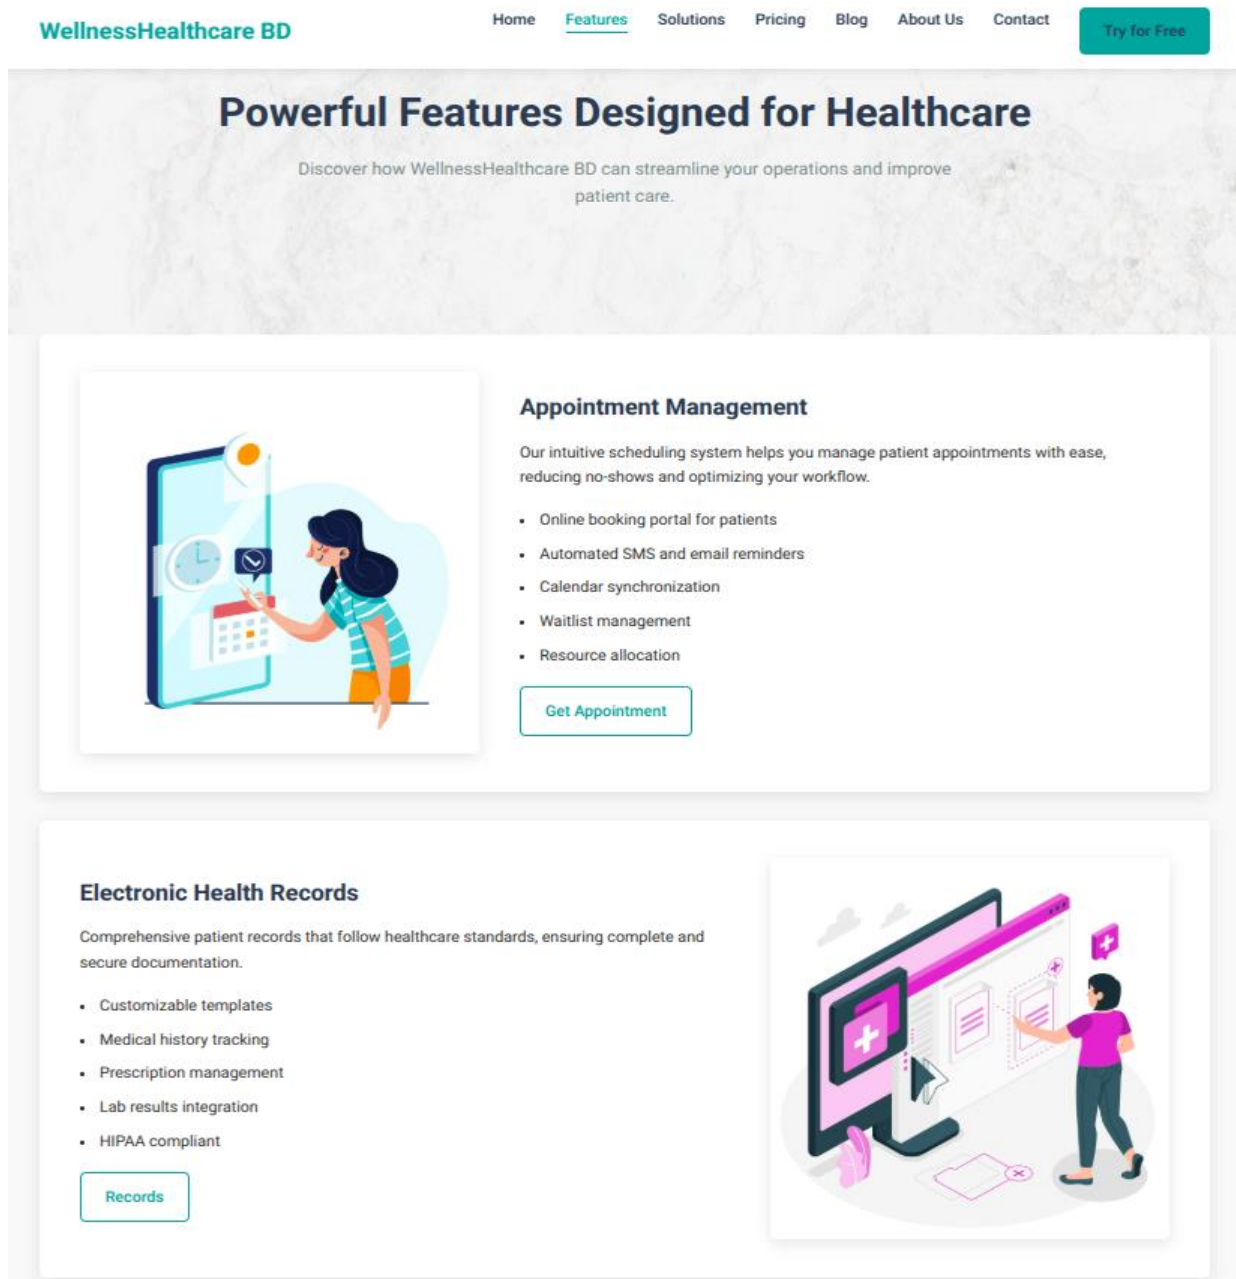 WellnessHealthcare BD
Home Features Solutions Pricing Blog About Us Contact Try for Free
Powerful Features Designed for Healthcare
Discover how WellnessHealthcare BD can streamline your operations and improve
patient care.
Appointment Management
Our intuitive scheduling system helps you manage patient appointments with ease,
reducing no-shows and optimizing your workflow.
Online booking portal for patients
Automated SMS and email reminders
Calendar synchronization
Waitlist management
Resource allocation
Get Appointment
Electronic Health Records
Comprehensive patient records that follow healthcare standards, ensuring complete and
secure documentation.
Customizable templates
Medical history tracking
Prescription management
Lab results integration
HIPAA compliant
Records